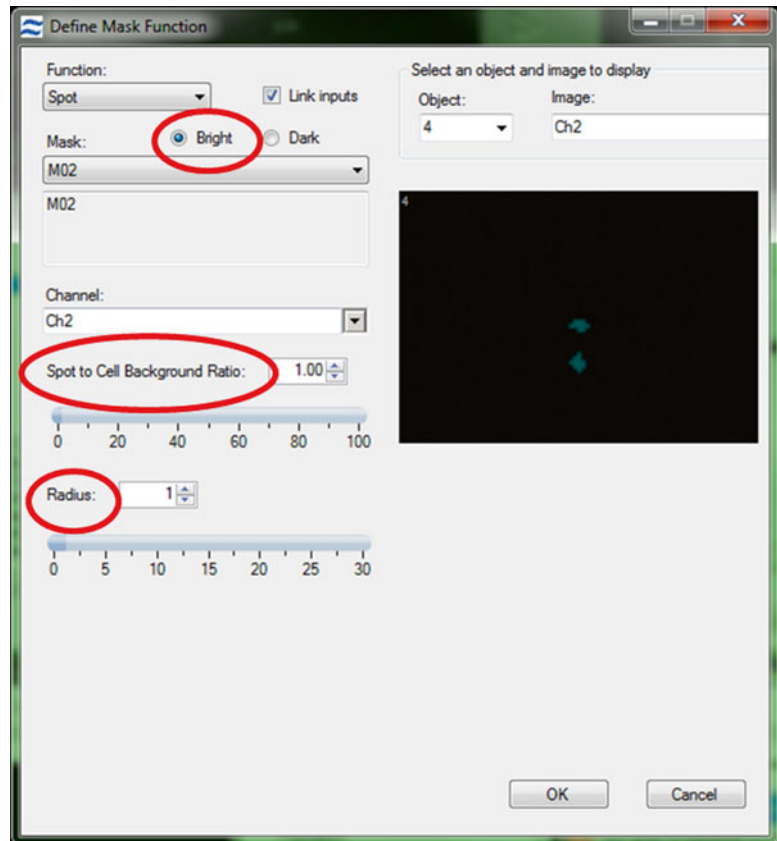 Define Mask Function
Function:
Spot
Link inputs
Mask:
Bright
Dark
M02
M02
Channel:
Ch2
Spot to Cell Background Ratio:
1.00
0 20 40 60 80 100
Radius:
1
0 5 10 15 20 25 30
Select an object and image to display
Object:
Image:
4
Ch2
4
OK
Cancel